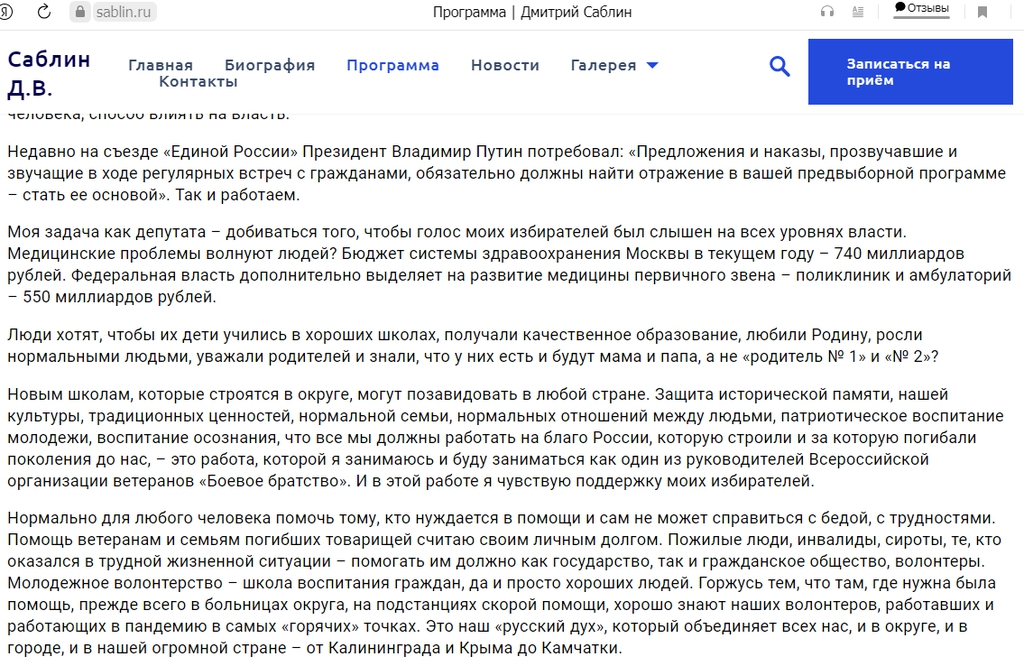 sablin.ru
Программа | Дмитрий Саблин
Отзывы
Саблин Д.В.
Главная Биография Программа Новости Галерея
Контакты
Записаться на
приём
человека, способ влиять на власть.
Недавно на съезде «Единой России» Президент Владимир Путин потребовал: «Предложения и наказы, прозвучавшие и
звучащие в ходе регулярных встреч с гражданами, обязательно должны найти отражение в вашей предвыборной программе
– стать ее основой». Так и работаем.
Моя задача как депутата – добиваться того, чтобы голос моих избирателей был слышен на всех уровнях власти.
Медицинские проблемы волнуют людей? Бюджет системы здравоохранения Москвы в текущем году – 740 миллиардов
рублей. Федеральная власть дополнительно выделяет на развитие медицины первичного звена – поликлиник и амбулаторий
– 550 миллиардов рублей.
Люди хотят, чтобы их дети учились в хороших школах, получали качественное образование, любили Родину, росли
нормальными людьми, уважали родителей и знали, что у них есть и будут мама и папа, а не «родитель № 1» и «№ 2»?
Новым школам, которые строятся в округе, могут позавидовать в любой стране. Защита исторической памяти, нашей
культуры, традиционных ценностей, нормальной семьи, нормальных отношений между людьми, патриотическое воспитание
молодежи, воспитание осознания, что все мы должны работать на благо России, которую строили и за которую погибали
поколения до нас, – это работа, которой я занимаюсь и буду заниматься как один из руководителей Всероссийской
организации ветеранов «Боевое братство». И в этой работе я чувствую поддержку моих избирателей.
Нормально для любого человека помочь тому, кто нуждается в помощи и сам не может справиться с бедой, с трудностями.
Помощь ветеранам и семьям погибших товарищей считаю своим личным долгом. Пожилые люди, инвалиды, сироты, те, кто
оказался в трудной жизненной ситуации – помогать им должно как государство, так и гражданское общество, волонтеры.
Молодежное волонтерство – школа воспитания граждан, да и просто хороших людей. Горжусь тем, что там, где нужна была
помощь, прежде всего в больницах округа, на подстанциях скорой помощи, хорошо знают наших волонтеров, работавших и
работающих в пандемию в самых «горячих» точках. Это наш «русский дух», который объединяет всех нас, и в округе, и в
городе, и в нашей огромной стране – от Калининграда и Крыма до Камчатки.